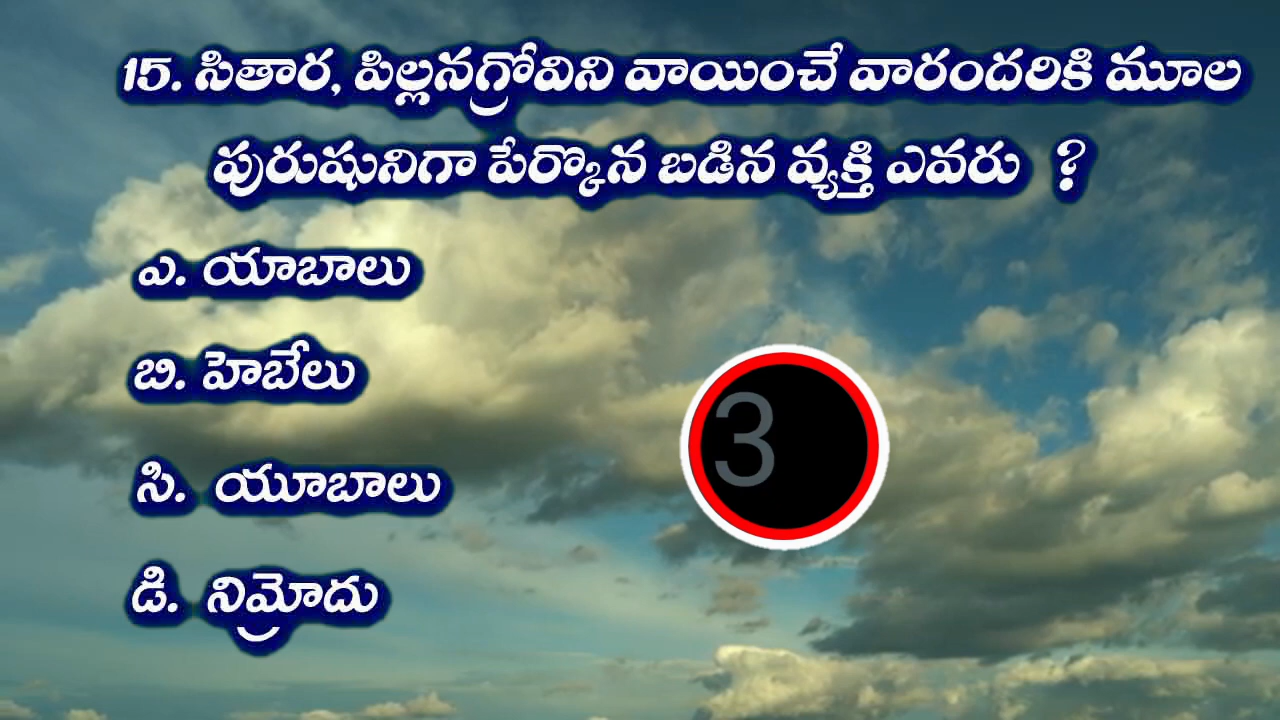 15. సితార, పిల్లనగ్రోవిని వాయించే వారందరికి మూల
పురుషునిగా పేర్కొన బడిన వ్యక్తి ఎవరు ?
ఎ. యాబాలు
బి. హెబేలు
3
సి. యూబాలు
డి. నిమ్రోదు